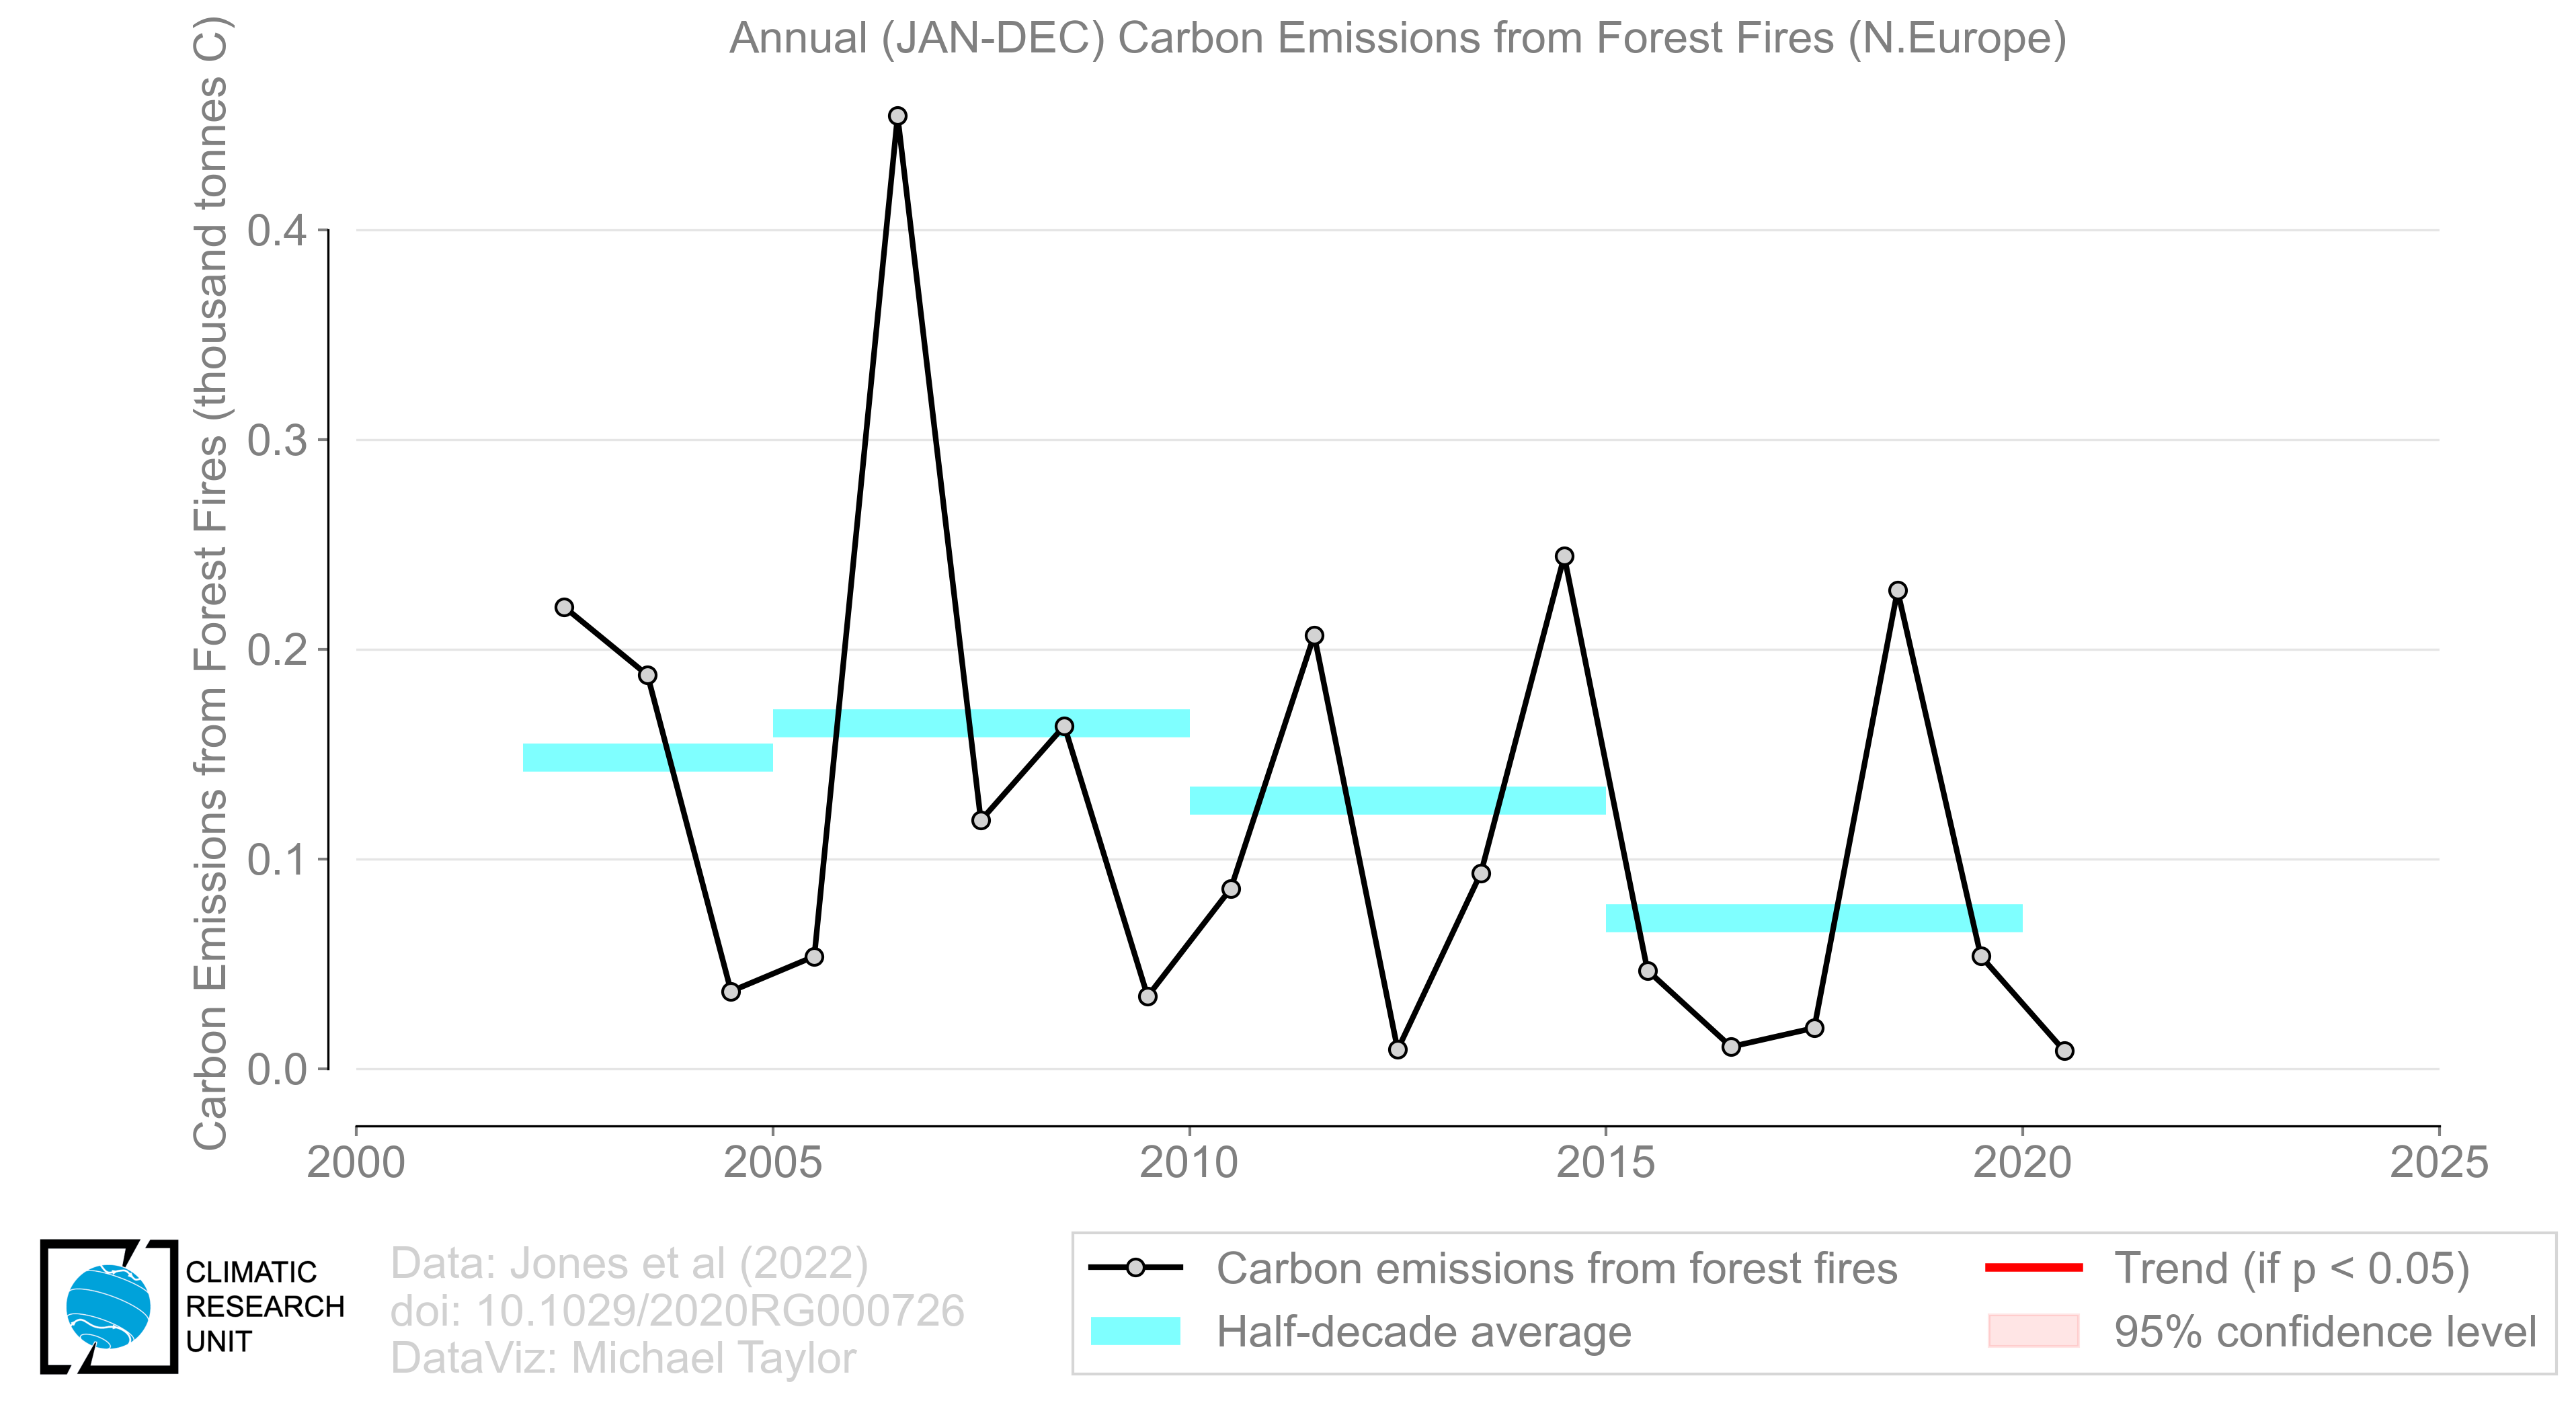 Annual (JAN-DEC) Carbon Emissions from Forest Fires (N.Europe)
Carbon Emissions from Forest Fires (thousand tonnes C)
0.4
0.3
0.2
0.1
0.0
2000
2005
2010
2015
2020
2025
CLIMATIC
RESEARCH
UNIT
Data: Jones et al (2022)
doi: 10.1029/2020RG000726
DataViz: Michael Taylor
Carbon emissions from forest fires
Half-decade average
Trend (if p < 0.05)
95% confidence level